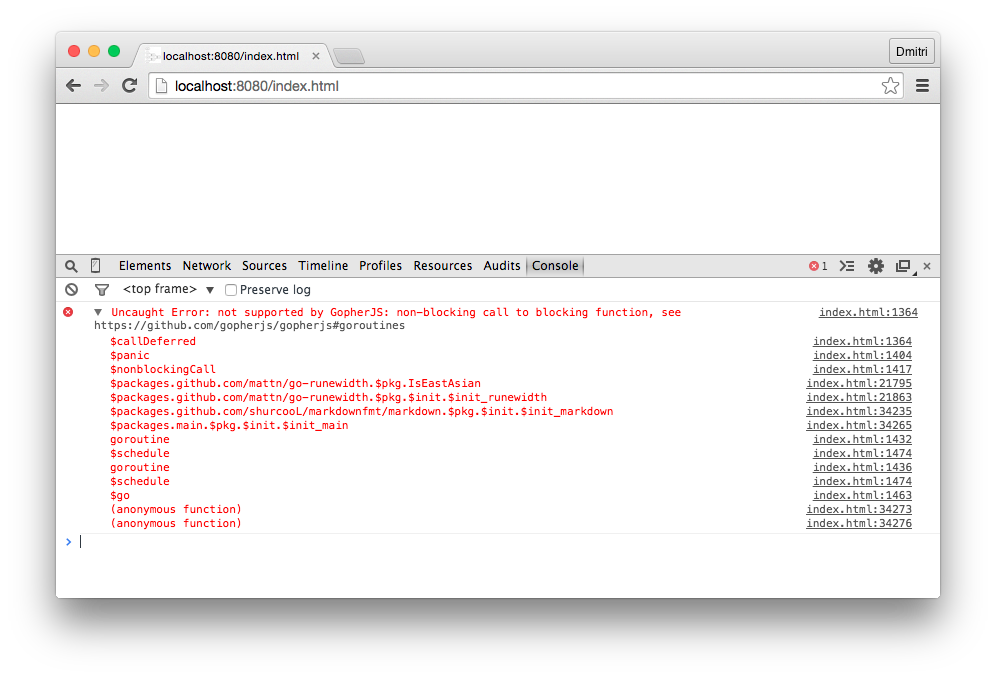 localhost:8080/index.html ×
Dmitri
localhost:8080/index.html
Elements Network Sources Timeline Profiles Resources Audits Console 1 ×
<top frame> ▼ Preserve log
▼ Uncaught Error: not supported by GopherJS: non-blocking call to blocking function, see index.html:1364
https://github.com/gopherjs/gopherjs#goroutines
$callDeferred index.html:1364
$panic index.html:1404
$nonblockingCall index.html:1417
$packages.github.com/mattn/go-runewidth.$pkg.IsEastAsian index.html:21795
$packages.github.com/mattn/go-runewidth.$pkg.$init.$init_runewidth index.html:21863
$packages.github.com/shurcooL/markdownfmt/markdown.$pkg.$init.$init_markdown index.html:34235
$packages.main.$pkg.$init.$init_main index.html:34265
goroutine index.html:1432
$schedule index.html:1474
goroutine index.html:1436
$schedule index.html:1474
$go index.html:1463
(anonymous function) index.html:34273
(anonymous function) index.html:34276
>